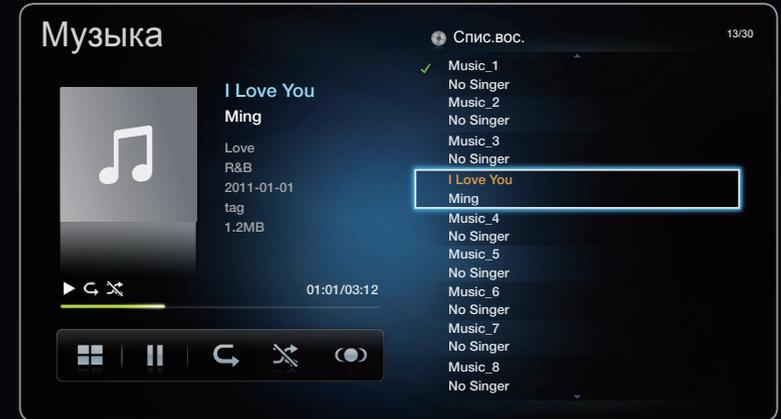 Музыка
I Love You
Ming
Love
R&B
2011-01-01
tag
1.2MB
01:01/03:12
Спис.вос.
13/30
Music_1
No Singer
Music_2
No Singer
Music_3
No Singer
I Love You
Ming
Music_4
No Singer
Music_5
No Singer
Music_6
No Singer
Music_7
No Singer
Music_8
No Singer